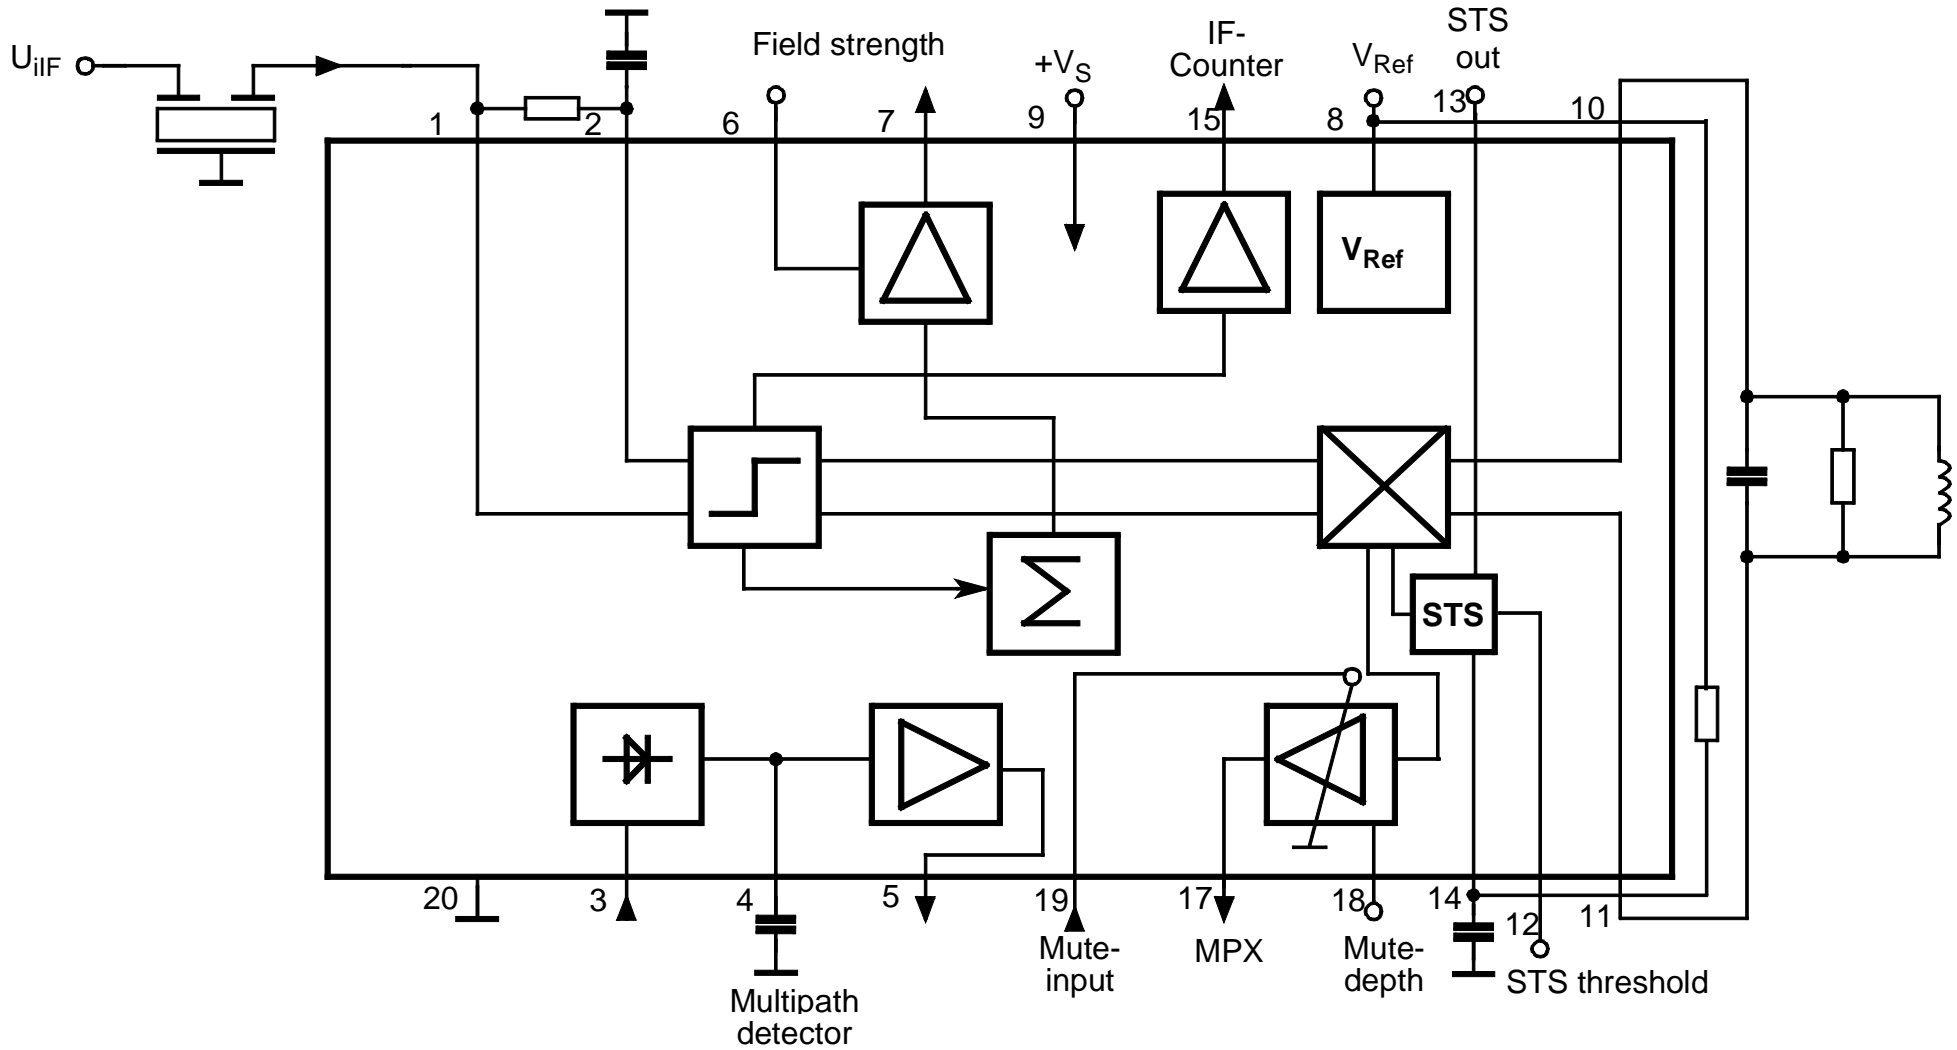 STS
out
IF-
Counter
Field strength
+VS
VRef
UiIF
1
2
6
7
9
15
8
13
10
VRef
STS
20
3
4
5
19
17
18
14
12
11
Mute-
input
MPX
Mute-
depth
STS threshold
Multipath
detector